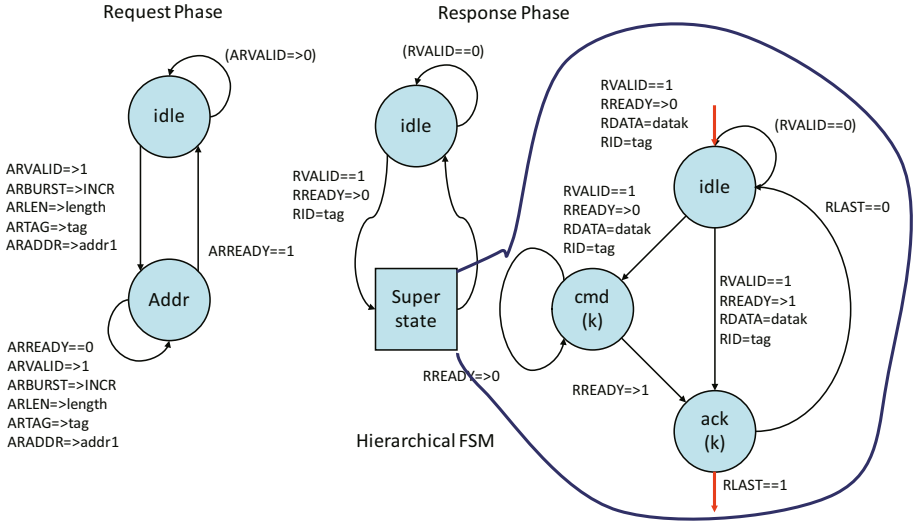 Request Phase
Response Phase
(ARVALID=>0)
idle
ARVALID=>1
ARBURST=>INCR
ARLEN=>length
ARTAG=>tag
ARADDR=>addr1
ARREADY==1
Addr
ARREADY==0
ARVALID=>1
ARBURST=>INCR
ARLEN=>length
ARTAG=>tag
ARADDR=>addr1
(RVALID==0)
idle
RVALID==1
RREADY=>0
RID=tag
Super
state
RREADY=>0
Hierarchical FSM
RVALID==1
RREADY=>0
RDATA=datak
RID=tag
(RVALID==0)
idle
RVALID==1
RREADY=>0
RDATA=datak
RID=tag
RLAST==0
cmd
(k)
RVALID==1
RREADY=>1
RDATA=datak
RID=tag
RREADY=>1
ack
(k)
RLAST==1